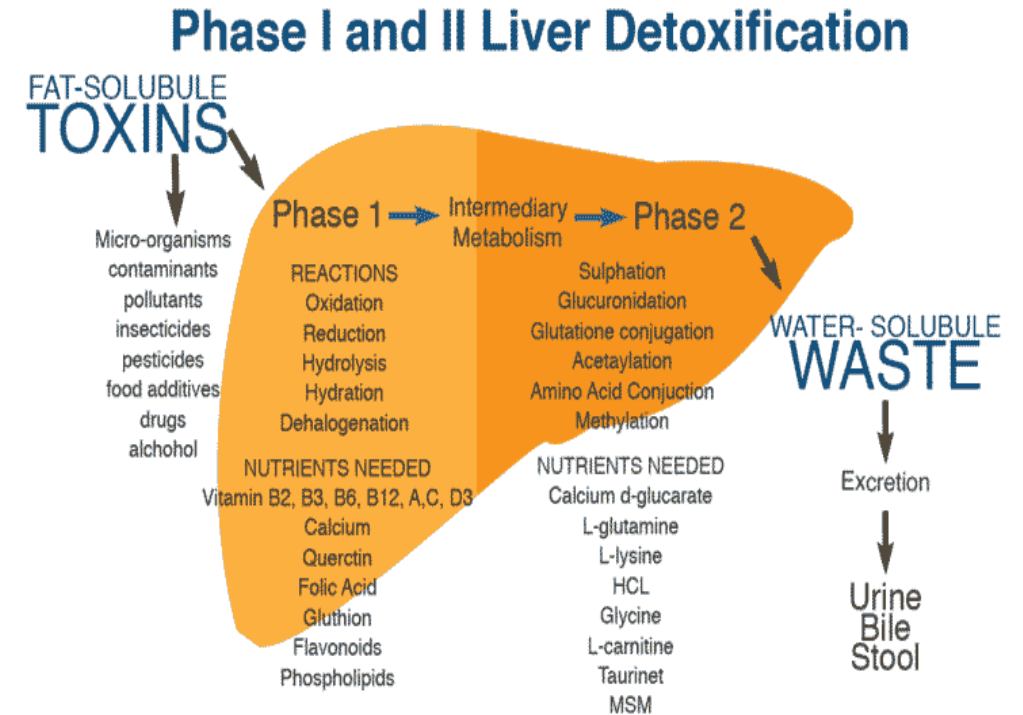 Phase I and II Liver Detoxification
FAT-SOLUBULE
TOXINS
Micro-organisms
contaminants
pollutants
insecticides
pesticides
food additives
drugs
alchohol
Phase 1
Intermediary
Metabolism
Phase 2
REACTIONS
Oxidation
Reduction
Hydrolysis
Hydration
Dehalogenation
NUTRIENTS NEEDED
Vitamin B2, B3, B6, B12, A,C, D3
Calcium
Querctin
Folic Acid
Gluthion
Flavonoids
Phospholipids
Sulphation
Glucuronidation
Glutatione conjugation
Acetaylation
Amino Acid Conjuction
Methylation
NUTRIENTS NEEDED
Calcium d-glucarate
L-glutamine
L-lysine
HCL
Glycine
L-carnitine
Taurinet
MSM
WATER- SOLUBULE
WASTE
Excretion
Urine
Bile
Stool